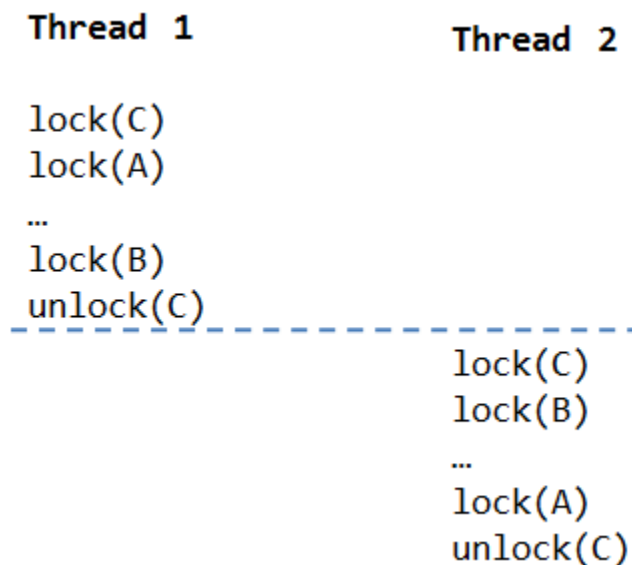 Thread 1
Thread 2
lock(C)
lock(A)
…
lock(B)
unlock(C)
lock(C)
lock(B)
…
lock(A)
unlock(C)